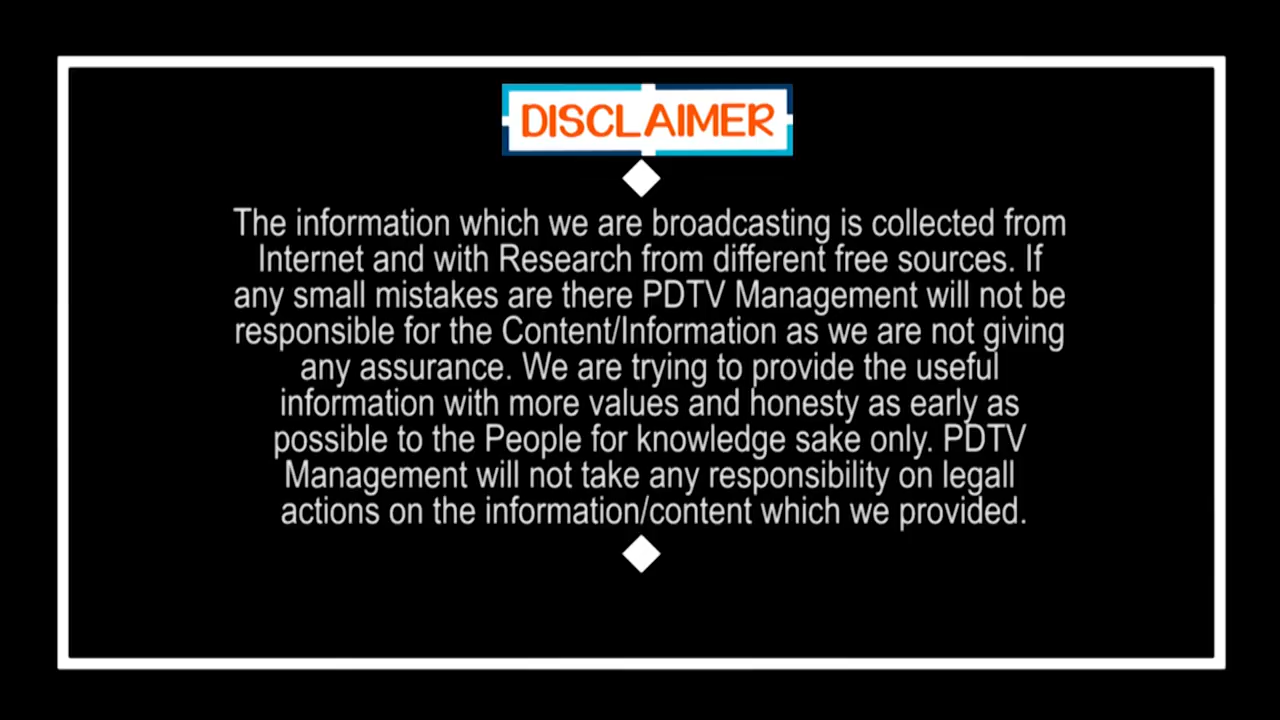 DISCLAIMER
The information which we are broadcasting is collected from
Internet and with Research from different free sources. If
any small mistakes are there PDTV Management will not be
responsible for the Content/Information as we are not giving
any assurance. We are trying to provide the useful
information with more values and honesty as early as
possible to the People for knowledge sake only. PDTV
Management will not take any responsibility on legall
actions on the information/content which we provided.